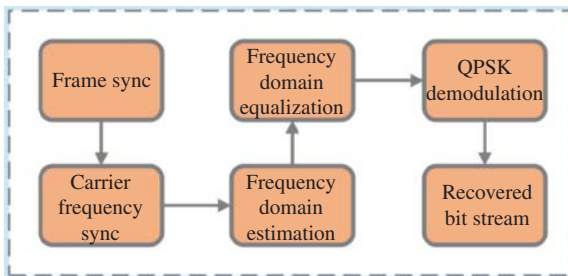 Frame sync
Carrier
frequency
sync
Frequency
domain
estimation
Frequency
domain
equalization
QPSK
demodulation
Recovered
bit stream